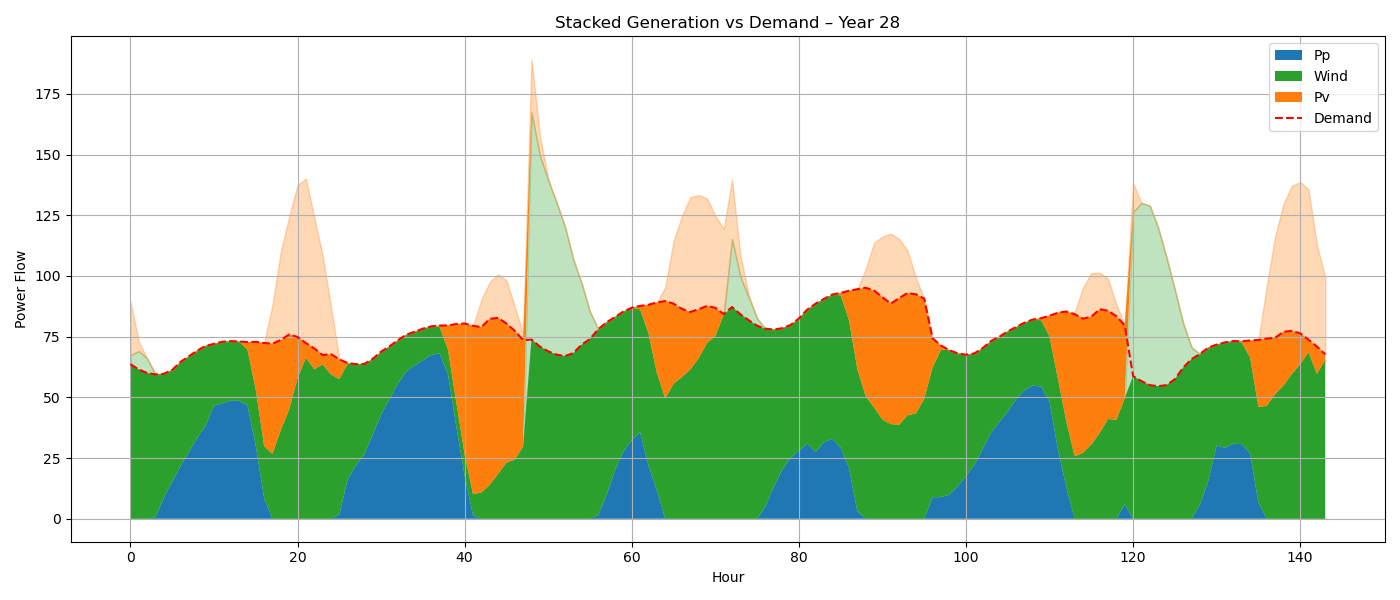 Stacked Generation vs Demand – Year 28
Power Flow
175
150
125
100
75
50
25
0
Pp
Wind
Pv
Demand
0 20 40 60 80 100 120 140
Hour